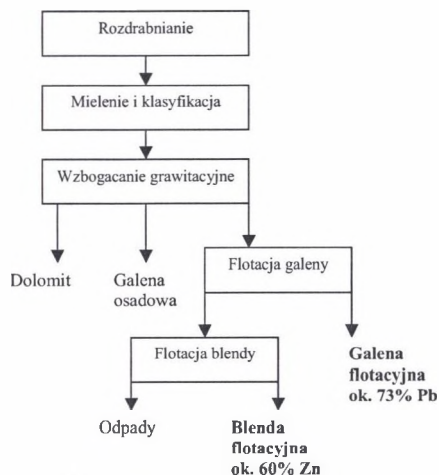 Rozdrabnianie
Mielenie i klasyfikacja
Wzbogacanie grawitacyjne
Dolomit
Galena
osadowa
Flotacja galeny
Flotacja blendy
Galena
flotacyjna
ok. 73% Pb
Odpady
Blenda
flotacyjna
ok. 60% Zn